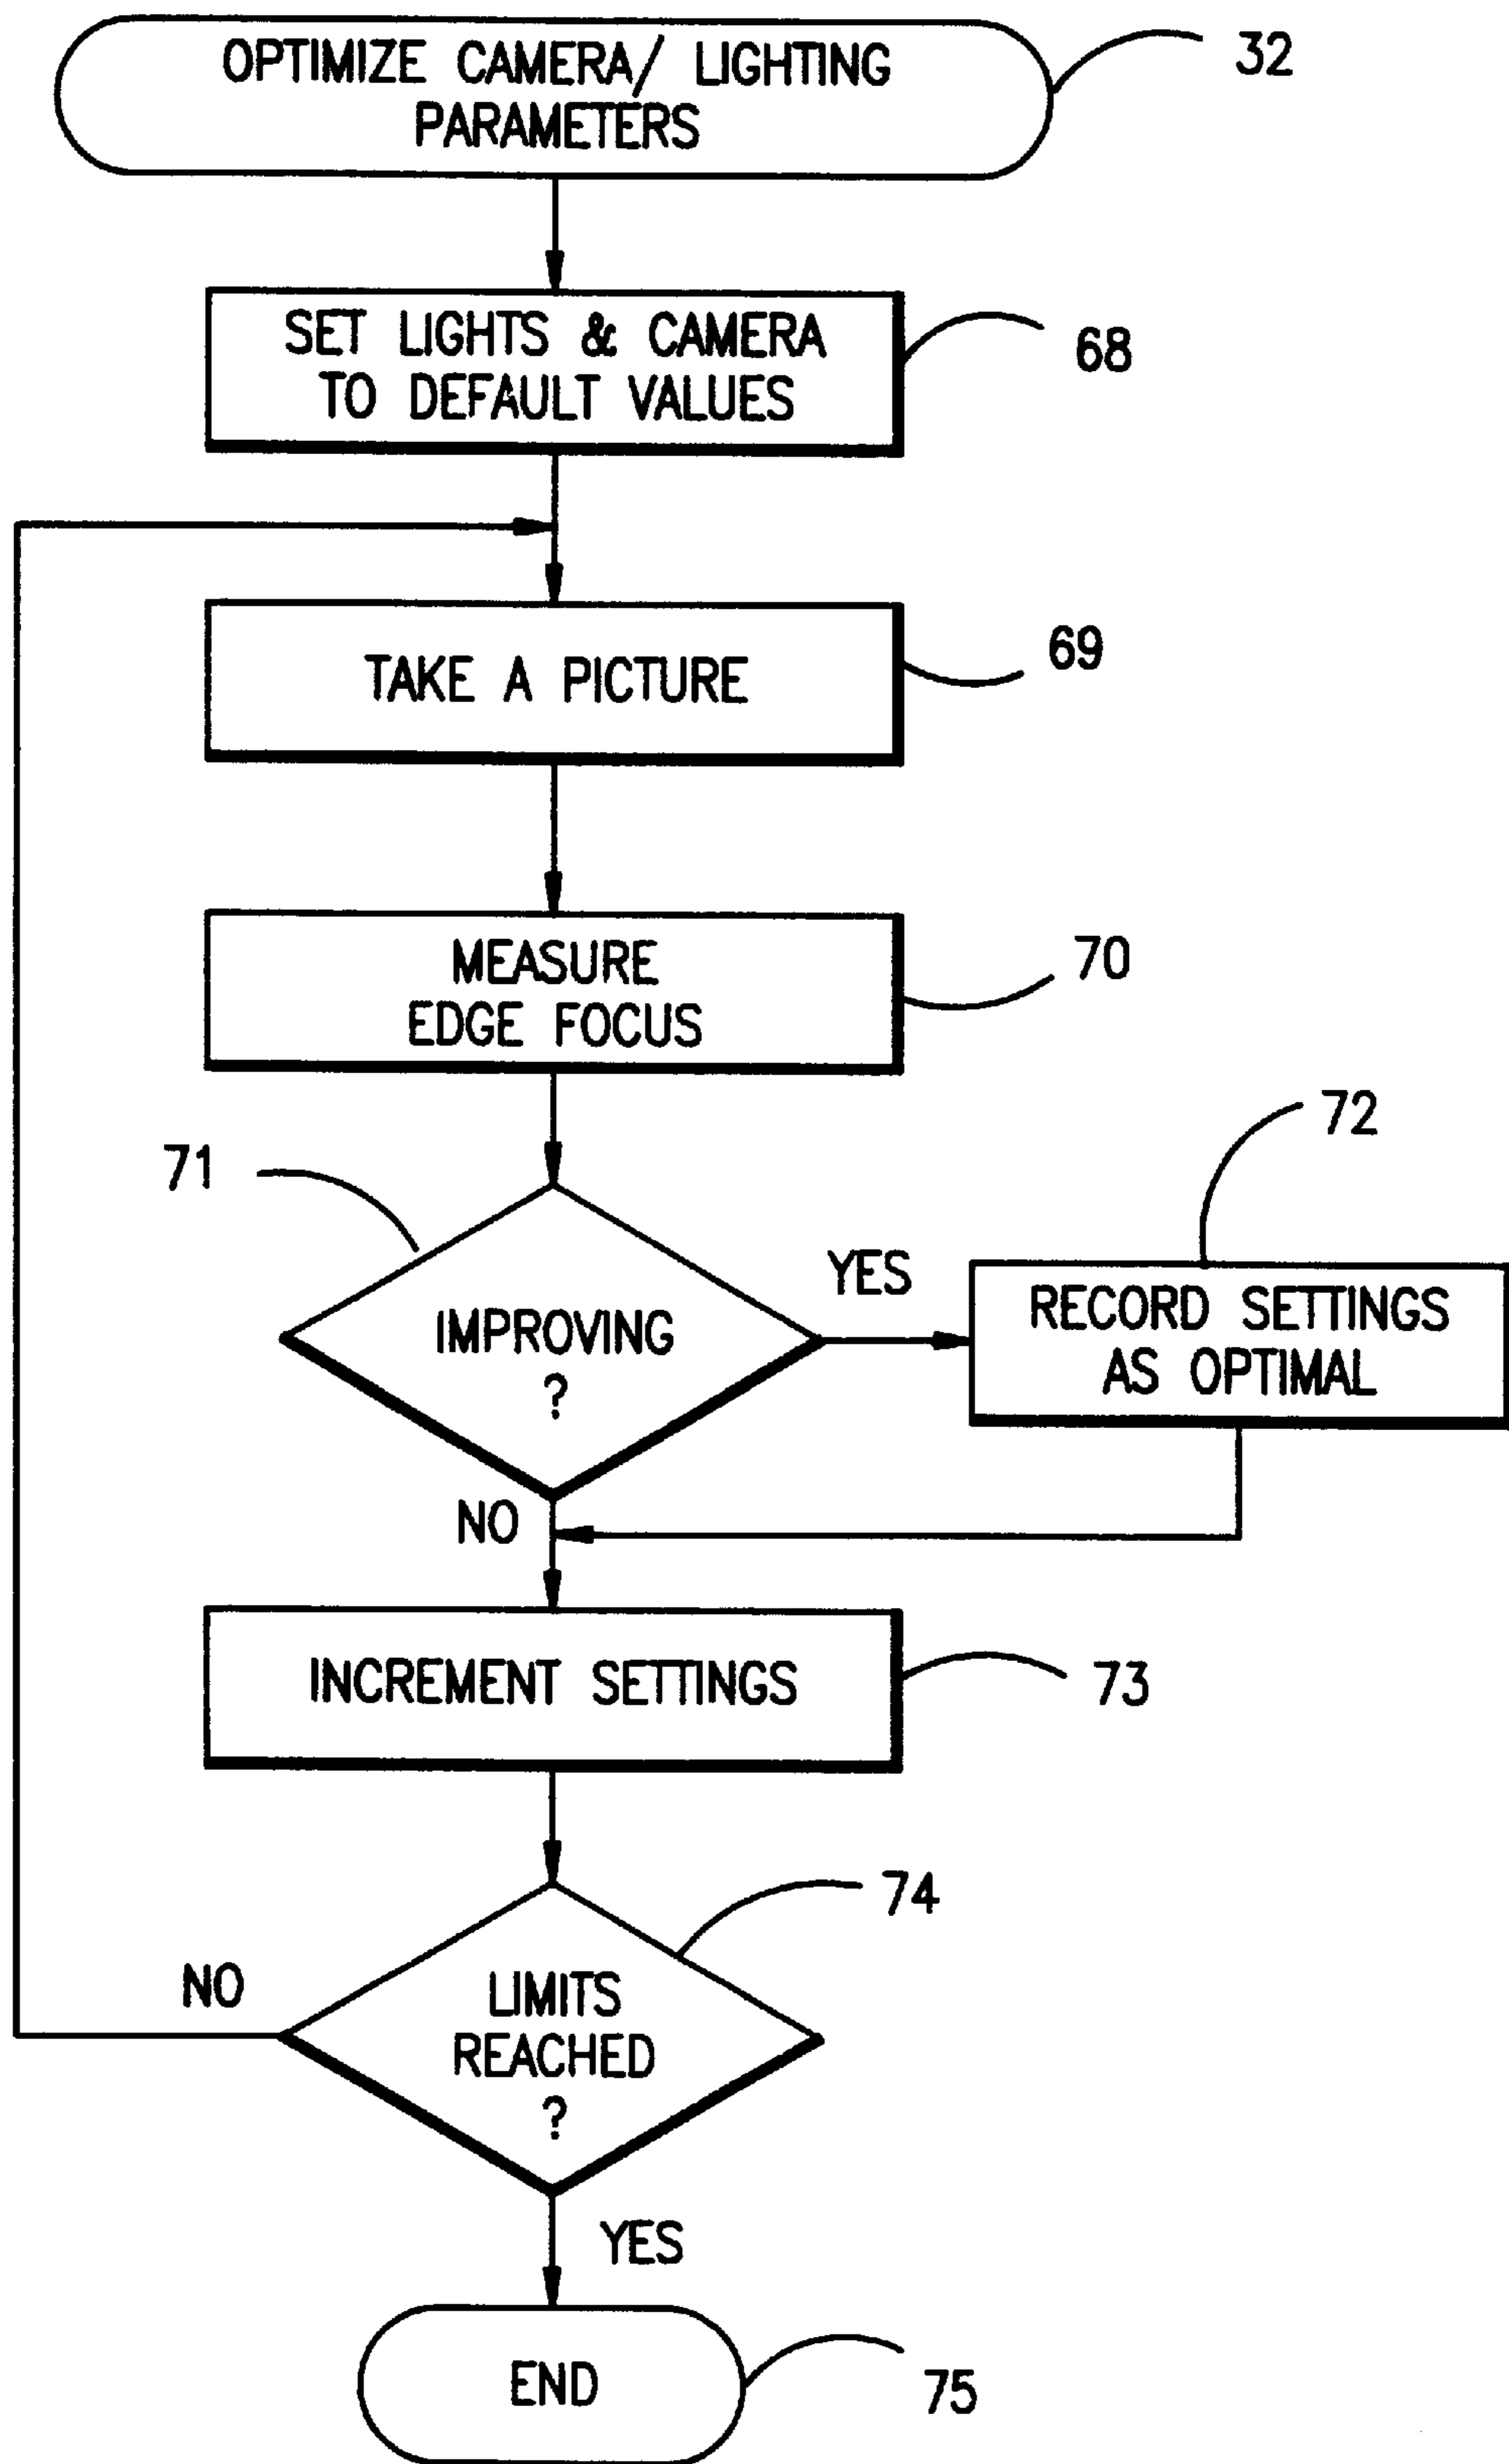 OPTIMIZE CAMERA/ LIGHTING
PARAMETERS
32
SET LIGHTS & CAMERA
TO DEFAULT VALUES
68
TAKE A PICTURE
69
MEASURE
EDGE FOCUS
70
71
IMPROVING
?
YES
72
RECORD SETTINGS
AS OPTIMAL
NO
INCREMENT SETTINGS
73
74
NO
LIMITS
REACHED
?
YES
END
75